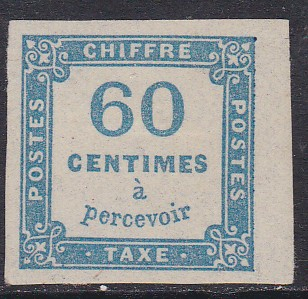 CHIFFRE
POSTES
60
CENTIMES
à
percevoir
POSTES
· TAXE ·